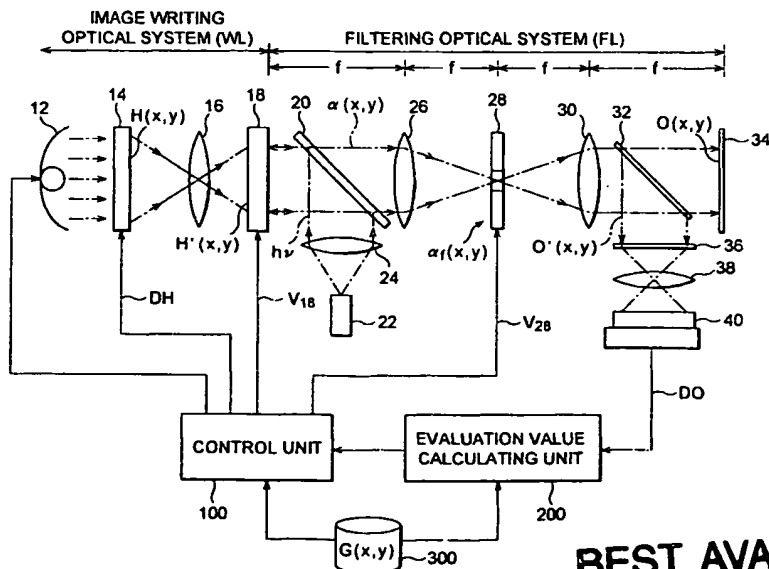 IMAGE WRITING
OPTICAL SYSTEM (WL)
FILTERING OPTICAL SYSTEM (FL)
f f f f
12
14
H(x,y)
16
18
20
α(x,y)
26
28
30
32
O(x,y)
34
H'(x,y)
hν
24
22
αf(x,y)
O'(x,y)
36
38
40
DH
V18
V28
DO
CONTROL UNIT
100
EVALUATION VALUE
CALCULATING UNIT
200
G(x,y)
300
BEST AVA